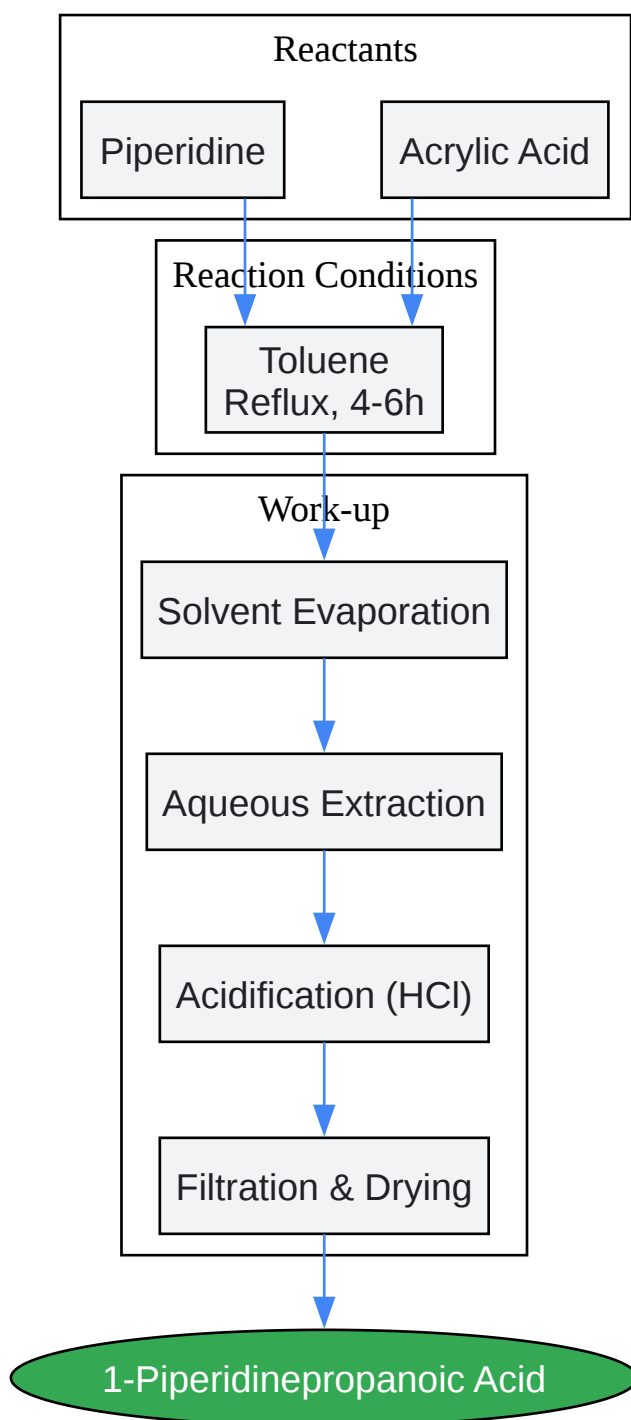 Reactants
Piperidine
Acrylic Acid
Reaction Conditions
Toluene
Reflux, 4-6h
Work-up
Solvent Evaporation
Aqueous Extraction
Acidification (HCl)
Filtration & Drying
1-Piperidinepropanoic Acid